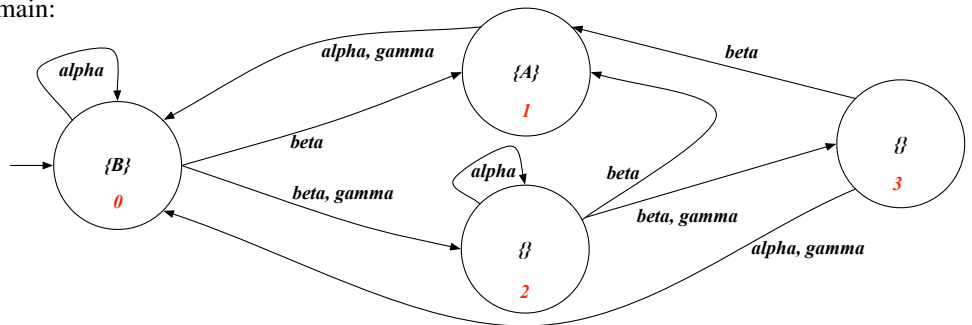 main:
alpha
{B}
0
alpha, gamma
beta
beta, gamma
{A}
1
alpha
{}
2
beta
beta, gamma
beta
{}
3
alpha, gamma